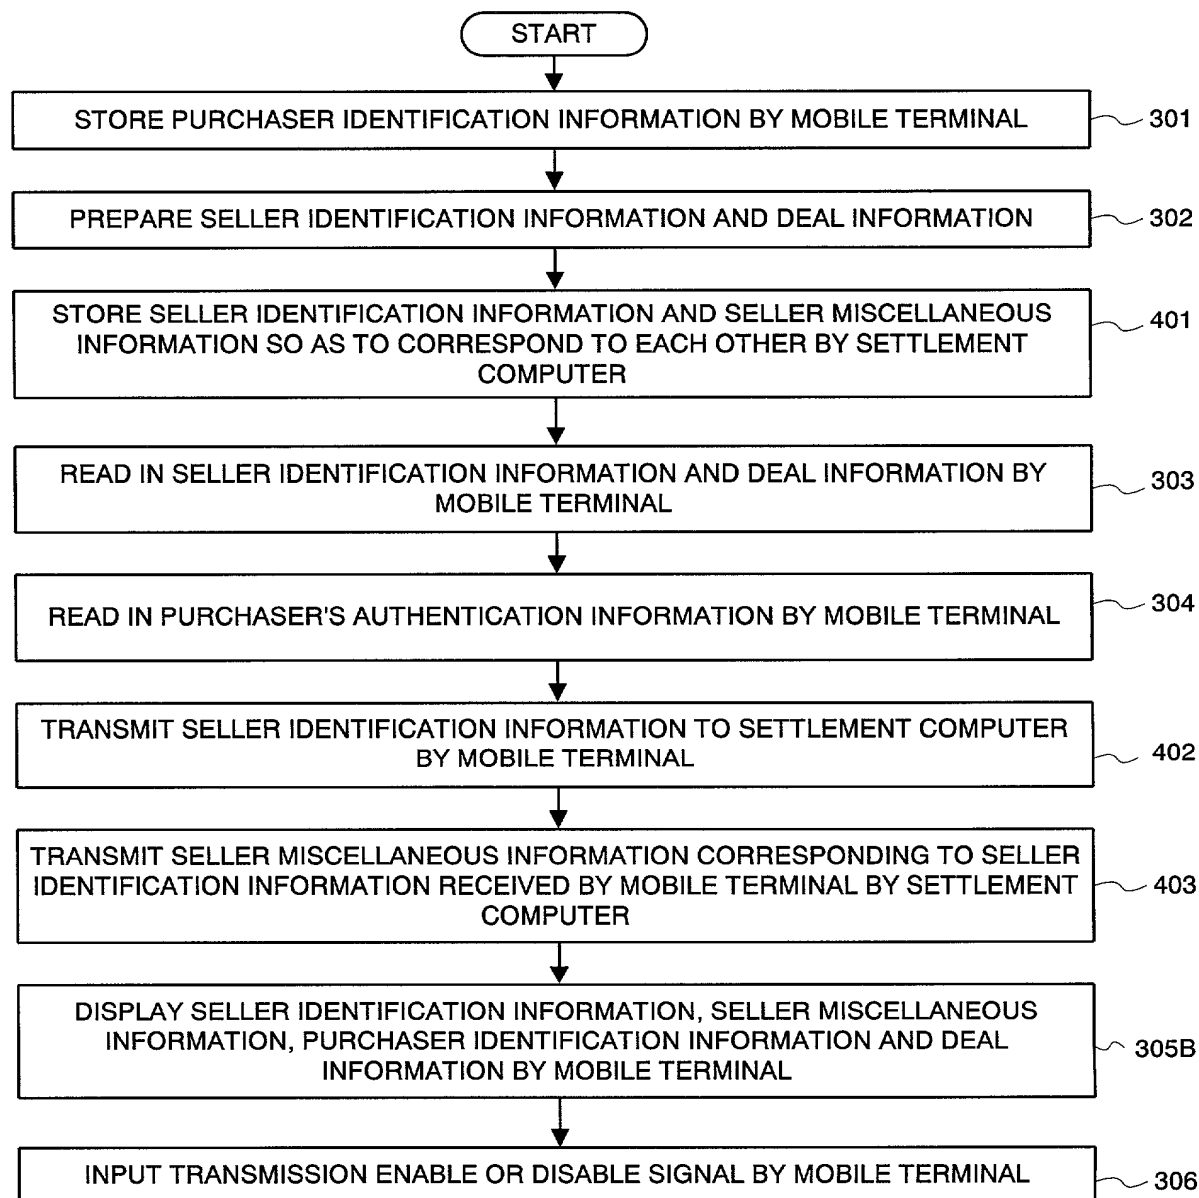 START
STORE PURCHASER IDENTIFICATION INFORMATION BY MOBILE TERMINAL
301
PREPARE SELLER IDENTIFICATION INFORMATION AND DEAL INFORMATION
302
STORE SELLER IDENTIFICATION INFORMATION AND SELLER MISCELLANEOUS
INFORMATION SO AS TO CORRESPOND TO EACH OTHER BY SETTLEMENT
COMPUTER
401
READ IN SELLER IDENTIFICATION INFORMATION AND DEAL INFORMATION BY
MOBILE TERMINAL
303
READ IN PURCHASER'S AUTHENTICATION INFORMATION BY MOBILE TERMINAL
304
TRANSMIT SELLER IDENTIFICATION INFORMATION TO SETTLEMENT COMPUTER
BY MOBILE TERMINAL
402
TRANSMIT SELLER MISCELLANEOUS INFORMATION CORRESPONDING TO SELLER
IDENTIFICATION INFORMATION RECEIVED BY MOBILE TERMINAL BY SETTLEMENT
COMPUTER
403
DISPLAY SELLER IDENTIFICATION INFORMATION, SELLER MISCELLANEOUS
INFORMATION, PURCHASER IDENTIFICATION INFORMATION AND DEAL
INFORMATION BY MOBILE TERMINAL
305B
INPUT TRANSMISSION ENABLE OR DISABLE SIGNAL BY MOBILE TERMINAL
306